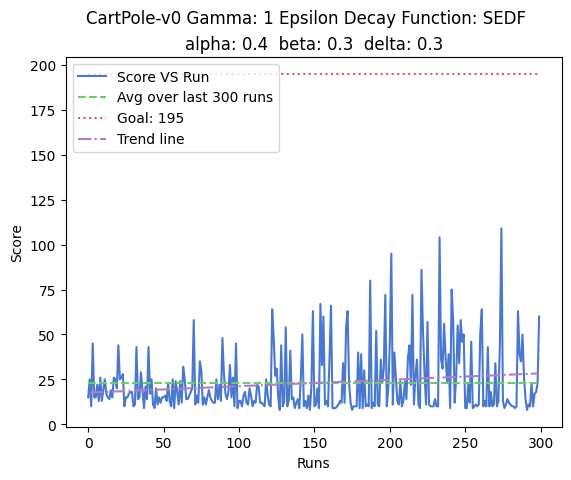 CartPole-v0 Gamma: 1 Epsilon Decay Function: SEDF
alpha: 0.4 beta: 0.3 delta: 0.3
Score VS Run
Avg over last 300 runs
Goal: 195
Trend line
200
175
150
125
100
75
50
25
0
Score
0
50
100
150
200
250
300
Runs